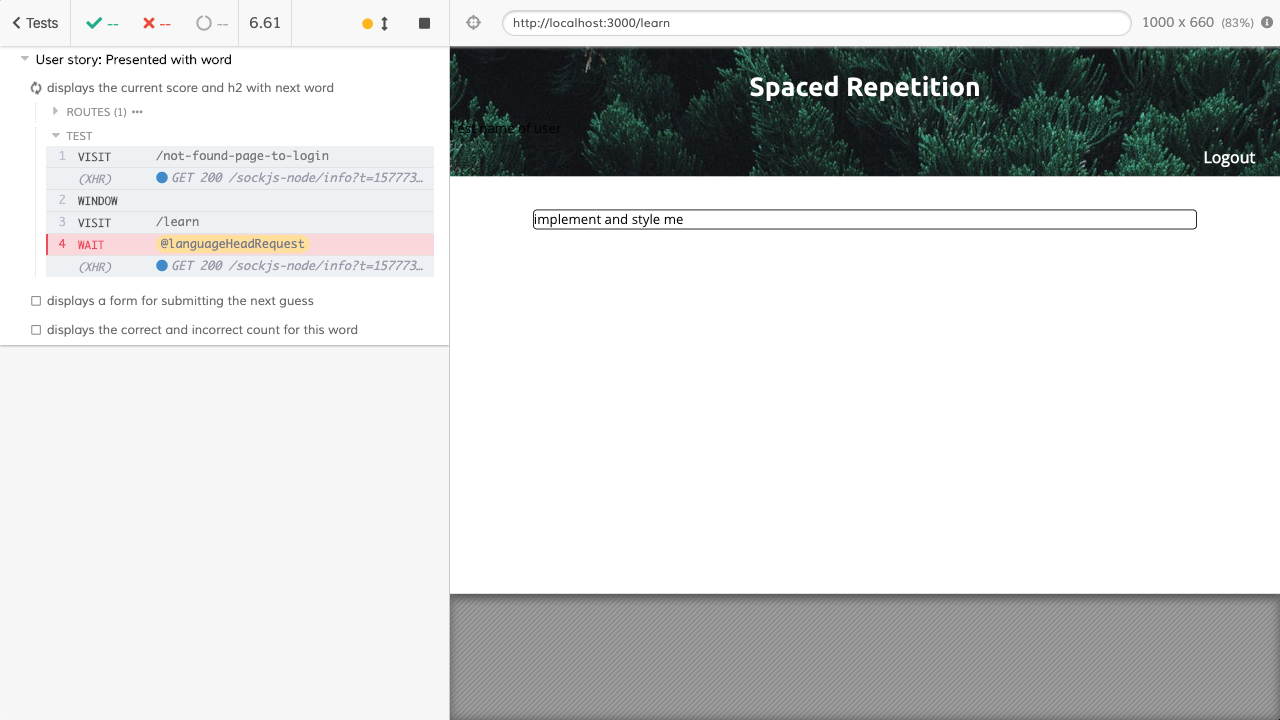 Tests -- -- -- 6.61
User story: Presented with word
displays the current score and h2 with next word
ROUTES (1)
TEST
1 VISIT /not-found-page-to-login
(XHR) GET 200 /sockjs-node/info?t=157773…
2 WINDOW
3 VISIT /learn
4 WAIT @languageHeadRequest
(XHR) GET 200 /sockjs-node/info?t=157773…
displays a form for submitting the next guess
displays the correct and incorrect count for this word
http://localhost:3000/learn
1000 x 660 (83%)
Spaced Repetition
Test name of user
Logout
implement and style me